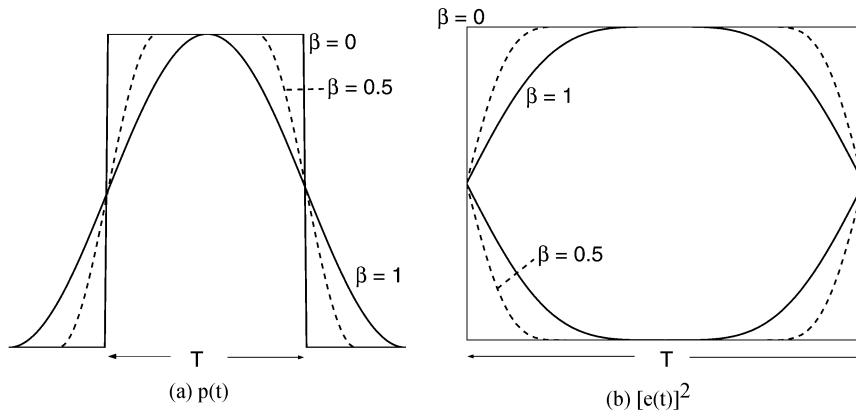 β = 0
β = 0.5
β = 1
T
(a) p(t)
β = 0
β = 1
β = 0.5
T
(b) [e(t)]²